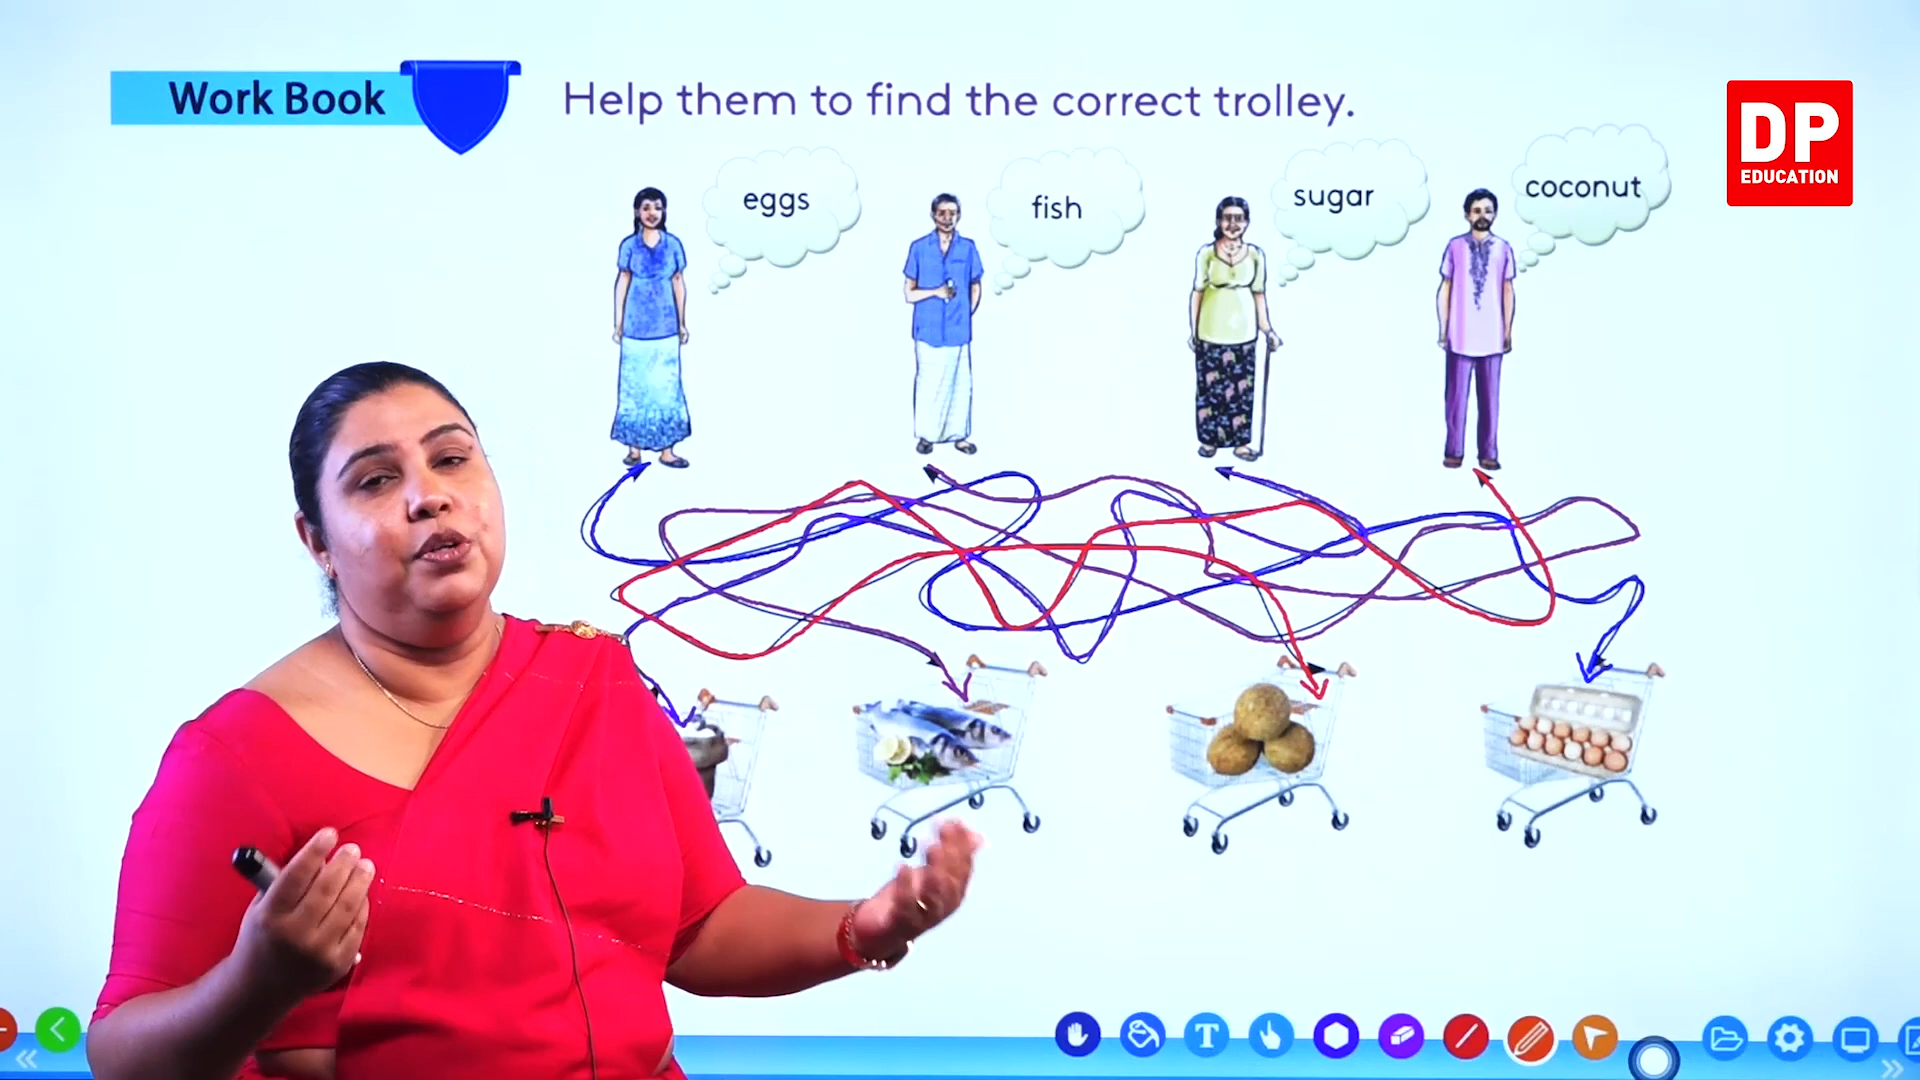 Work Book
Help them to find the correct trolley.
DP
EDUCATION
eggs
fish
sugar
coconut
T